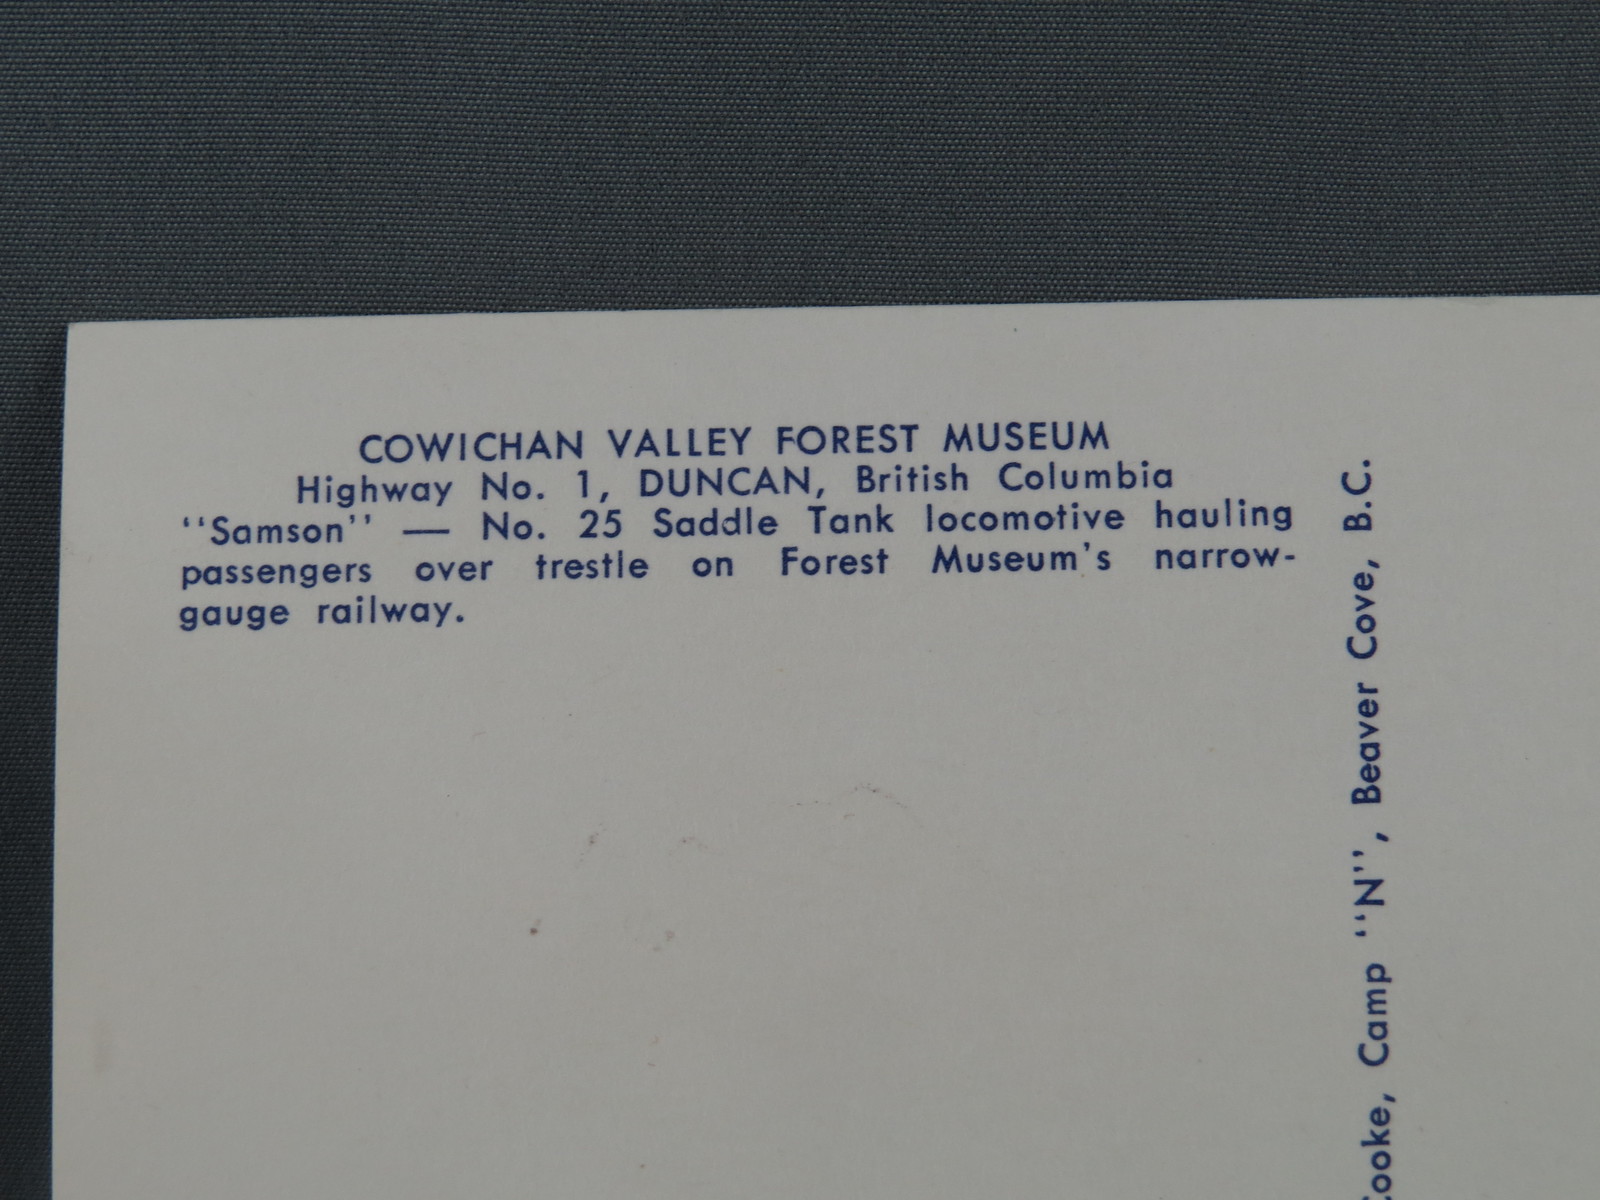 COWICHAN VALLEY FOREST MUSEUM
Highway No. 1, DUNCAN, British Columbia
"Samson" — No. 25 Saddle Tank locomotive hauling
passengers over trestle on Forest Museum's narrow-
gauge railway.
Camp "N", Beaver Cove, B.C.